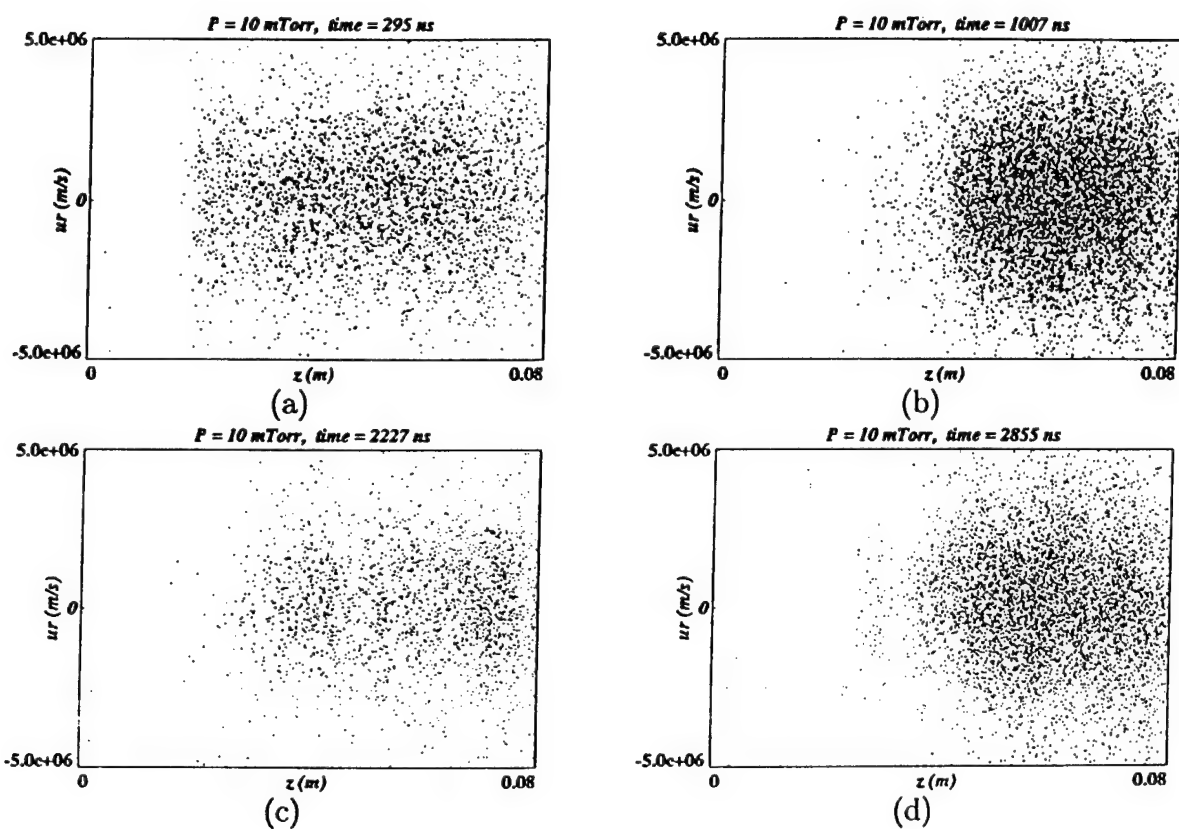 P = 10 mTorr, time = 295 ns
5.0e+06
ur (m/s)
0
-5.0e+06
0
z (m)
0.08
(a)
P = 10 mTorr, time = 1007 ns
5.0e+06
ur (m/s)
0
-5.0e+06
0
z (m)
0.08
(b)
P = 10 mTorr, time = 2227 ns
5.0e+06
ur (m/s)
0
-5.0e+06
0
z (m)
0.08
(c)
P = 10 mTorr, time = 2855 ns
5.0e+06
ur (m/s)
0
-5.0e+06
0
z (m)
0.08
(d)